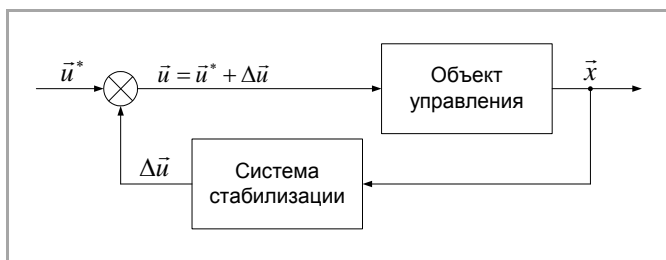 u⃗*
u⃗ = u⃗* + Δu⃗
Объект
управления
x⃗
Δu⃗
Система
стабилизации